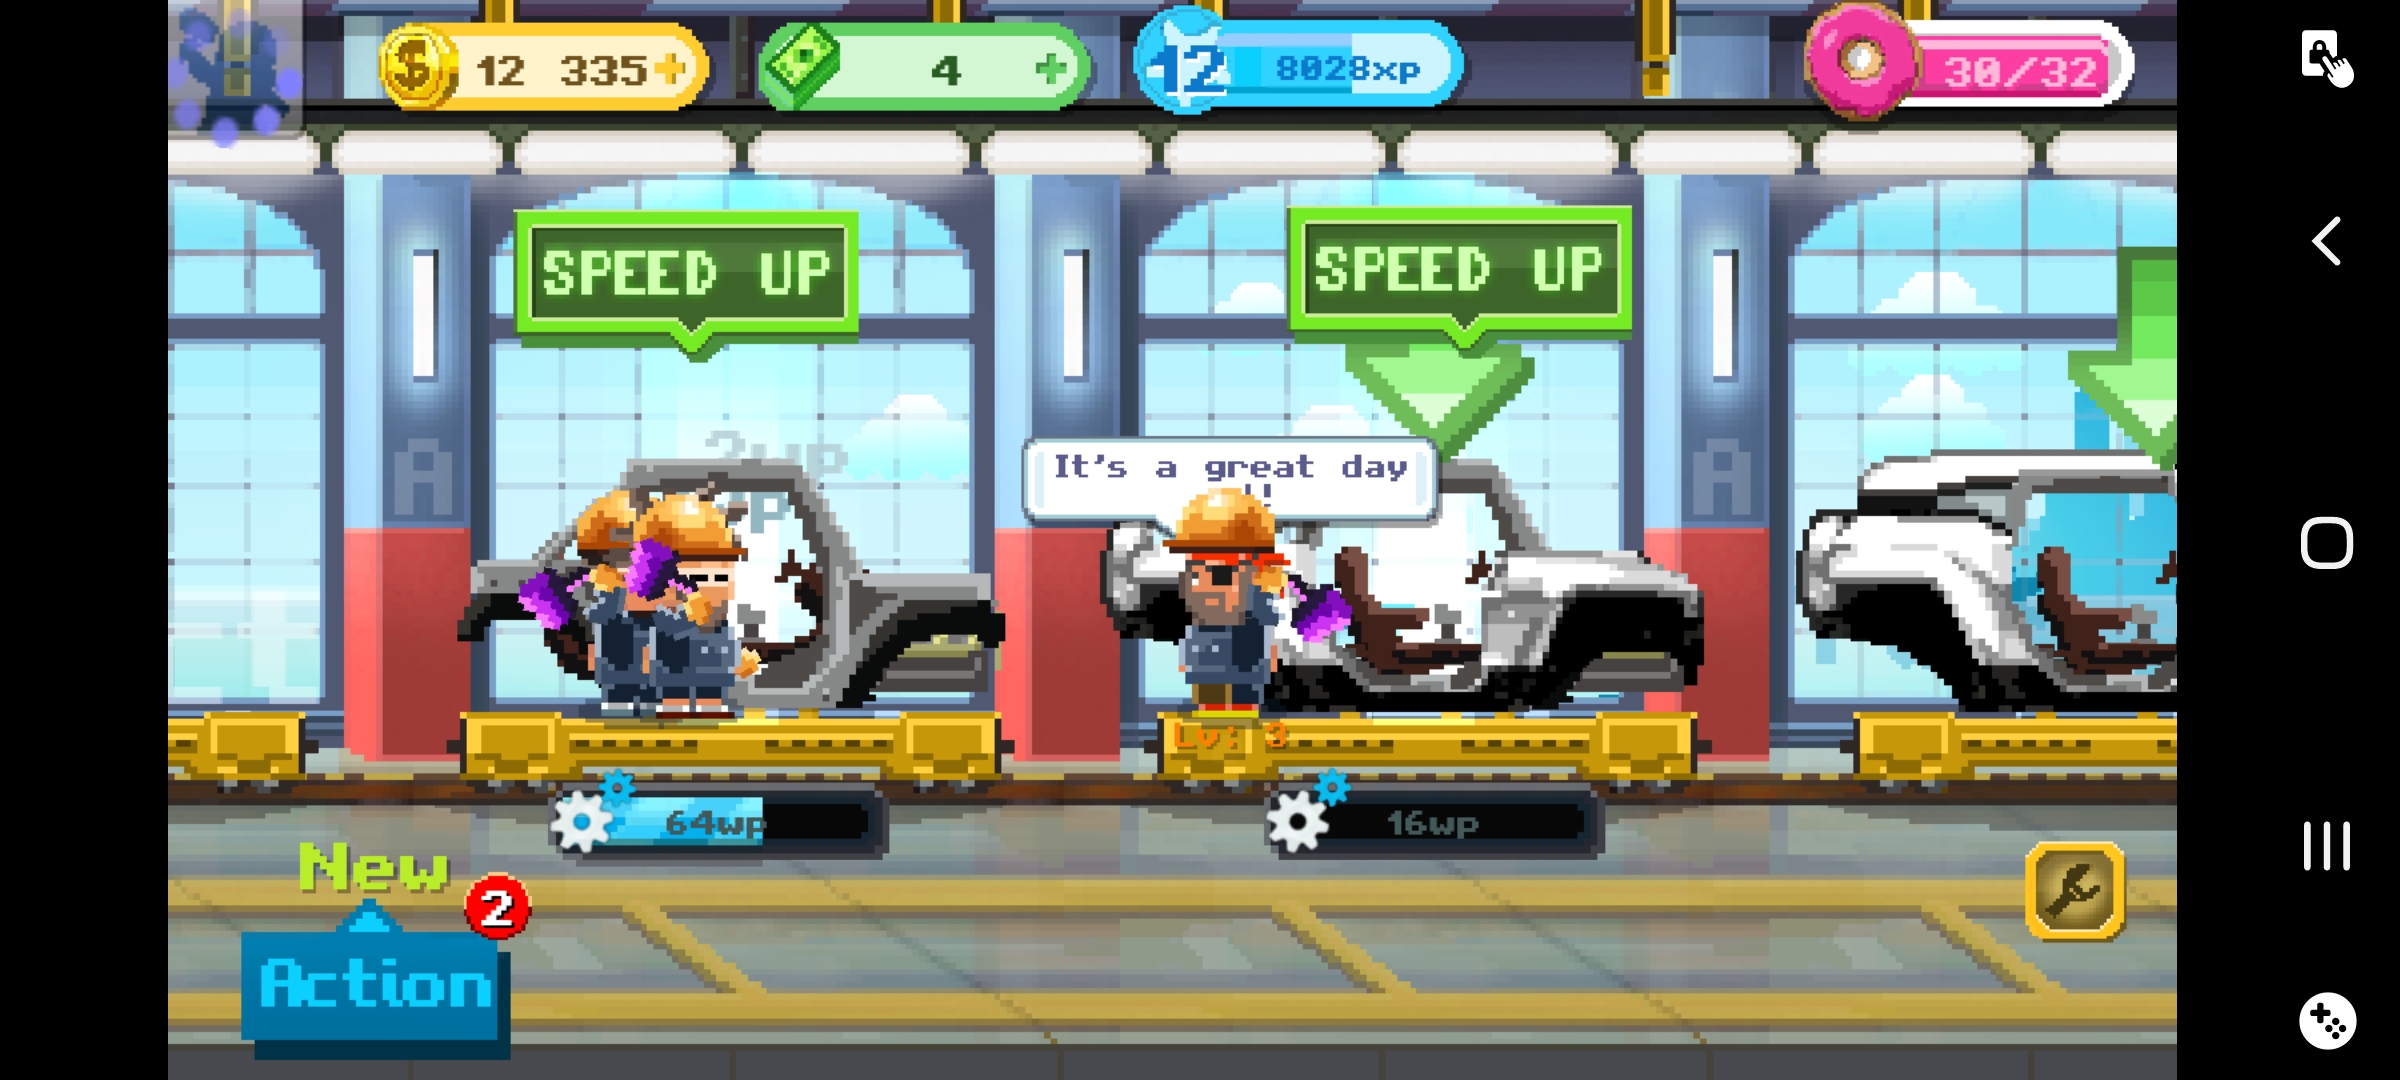 12 335+
4 +
12 8028xp
30/32
SPEED UP
SPEED UP
A
A
2wp
It's a great day
!!
Lv: 3
64wp
16wp
New
2
Action